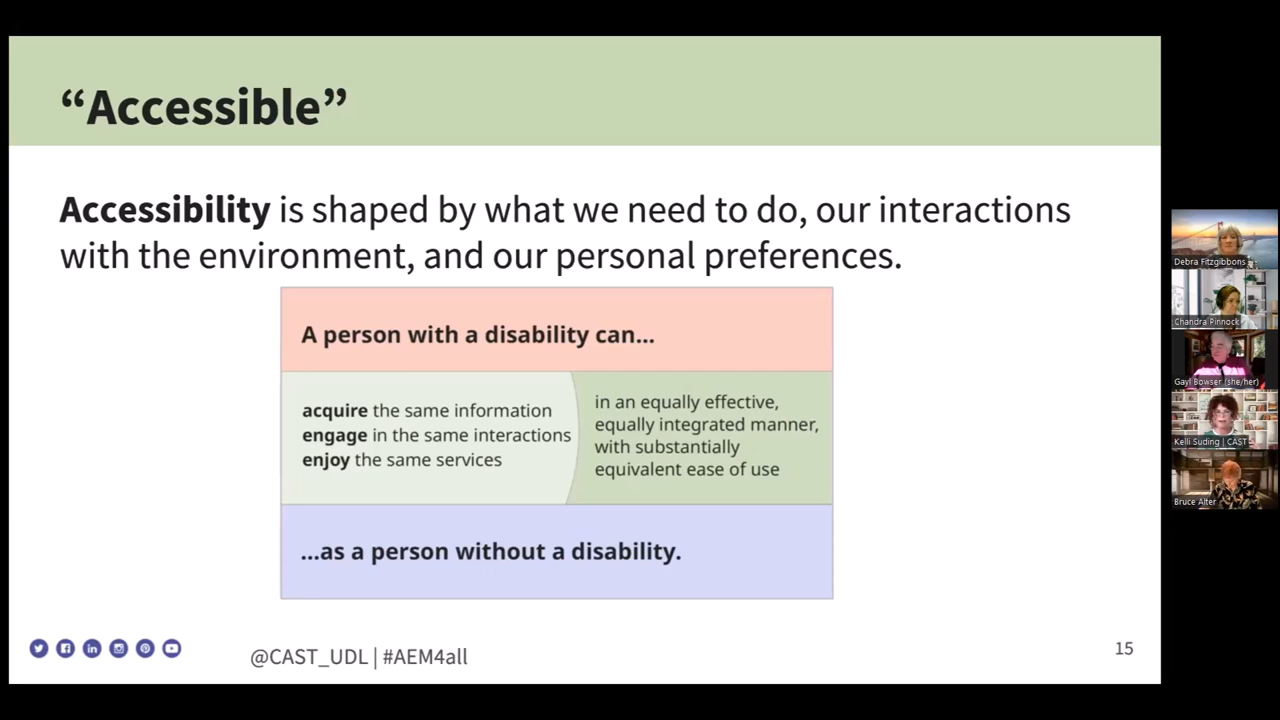 “Accessible”
Accessibility is shaped by what we need to do, our interactions
with the environment, and our personal preferences.
A person with a disability can...
acquire the same information
engage in the same interactions
enjoy the same services
in an equally effective,
equally integrated manner,
with substantially
equivalent ease of use
...as a person without a disability.
@CAST_UDL | #AEM4all
15
Debra Fitzgibbons
Chandra Pinnock
Gayl Bowser (she/her)
Kelli Suding | CAST
Bruce Alter